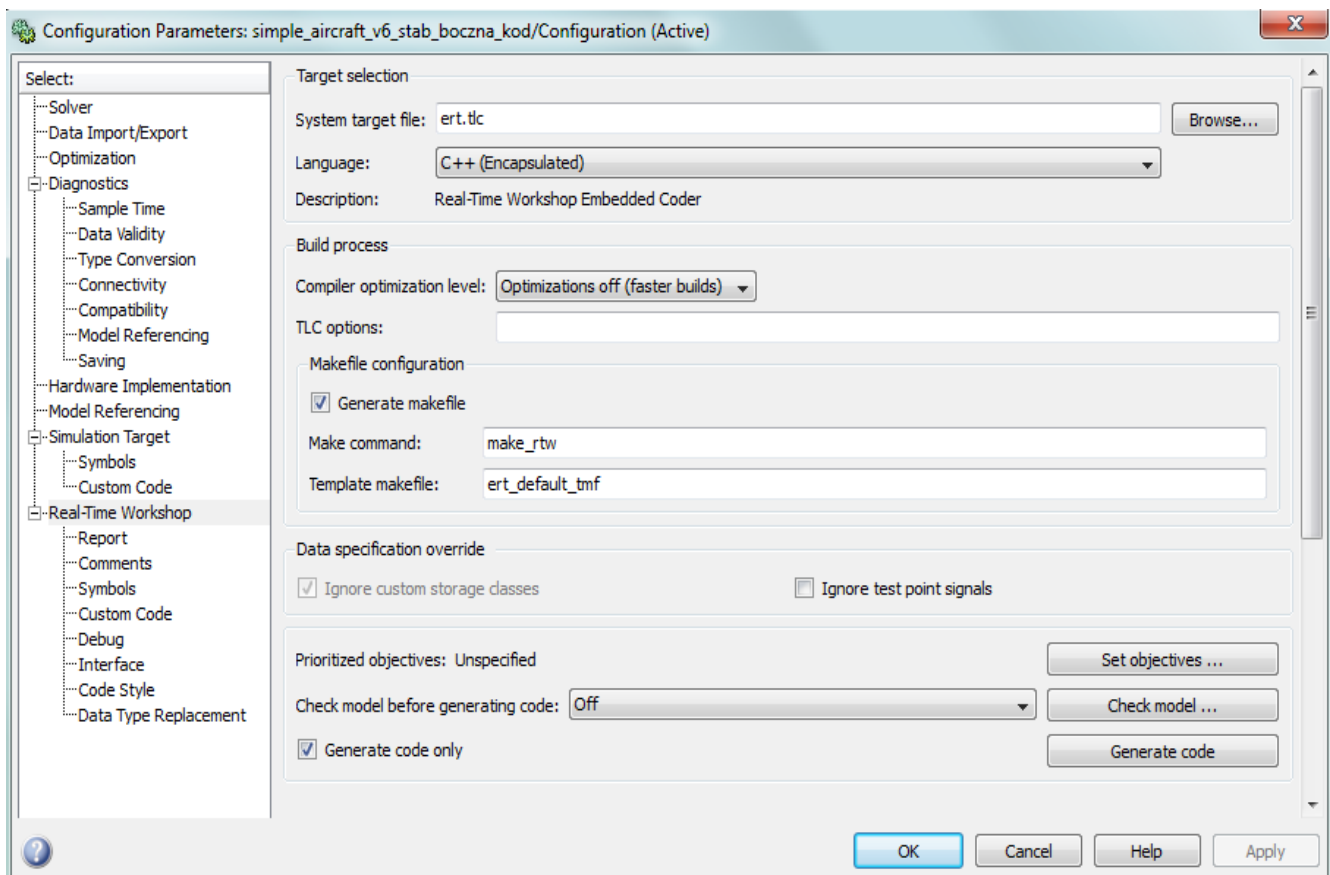 Configuration Parameters: simple_aircraft_v6_stab_boczna_kod/Configuration (Active)
Select:
Solver
Data Import/Export
Optimization
Diagnostics
Sample Time
Data Validity
Type Conversion
Connectivity
Compatibility
Model Referencing
Saving
Hardware Implementation
Model Referencing
Simulation Target
Symbols
Custom Code
Real-Time Workshop
Report
Comments
Symbols
Custom Code
Debug
Interface
Code Style
Data Type Replacement
Target selection
System target file: ert.tlc Browse...
Language: C++ (Encapsulated)
Description: Real-Time Workshop Embedded Coder
Build process
Compiler optimization level: Optimizations off (faster builds)
TLC options:
Makefile configuration
Generate makefile
Make command: make_rtw
Template makefile: ert_default_tmf
Data specification override
Ignore custom storage classes Ignore test point signals
Prioritized objectives: Unspecified Set objectives ...
Check model before generating code: Off Check model ...
Generate code only Generate code
OK Cancel Help Apply